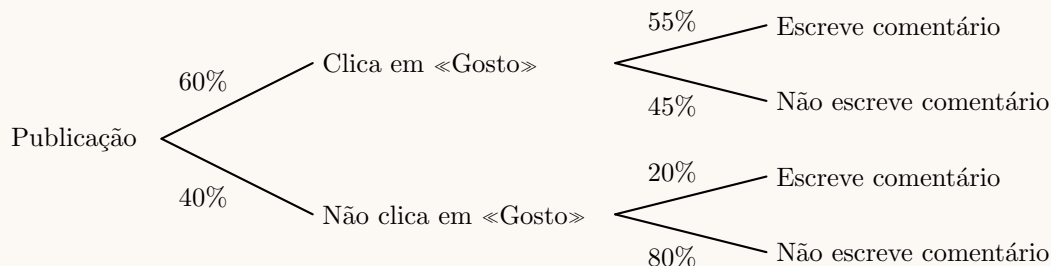 55%
Escreve comentário
Clica em «Gosto»
60%
45%
Não escreve comentário
Publicação
20%
Escreve comentário
40%
Não clica em «Gosto»
80%
Não escreve comentário